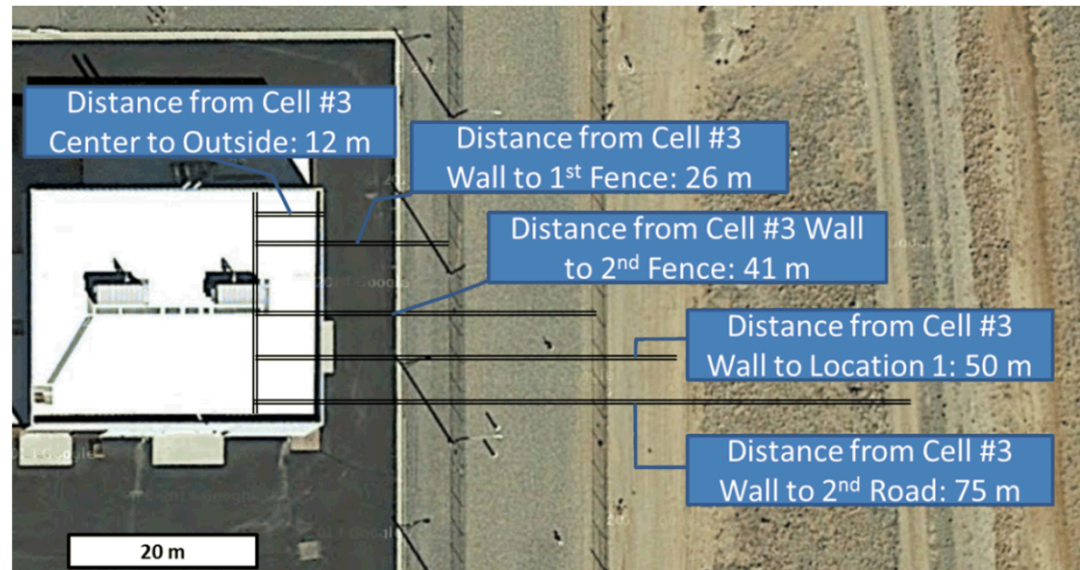 Distance from Cell #3
Center to Outside: 12 m
Distance from Cell #3
Wall to 1st Fence: 26 m
Distance from Cell #3 Wall
to 2nd Fence: 41 m
Distance from Cell #3
Wall to Location 1: 50 m
Distance from Cell #3
Wall to 2nd Road: 75 m
20 m